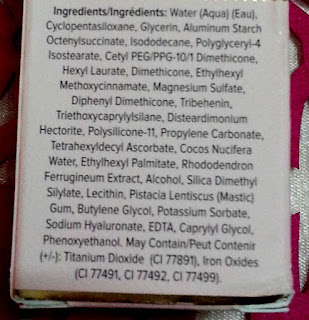 Ingredients/Ingrédients: Water (Aqua) (Eau),
Cyclopentasiloxane, Glycerin, Aluminum Starch
Octenylsuccinate, Isododecane, Polyglyceryl-4
Isostearate, Cetyl PEG/PPG-10/1 Dimethicone,
Hexyl Laurate, Dimethicone, Ethylhexyl
Methoxycinnamate, Magnesium Sulfate,
Diphenyl Dimethicone, Tribehenin,
Triethoxycaprylylsilane, Disteardimonium
Hectorite, Polysilicone-11, Propylene Carbonate,
Tetrahexyldecyl Ascorbate, Cocos Nucifera
Water, Ethylhexyl Palmitate, Rhododendron
Ferrugineum Extract, Alcohol, Silica Dimethyl
Silylate, Lecithin, Pistacia Lentiscus (Mastic)
Gum, Butylene Glycol, Potassium Sorbate,
Sodium Hyaluronate, EDTA, Caprylyl Glycol,
Phenoxyethanol. May Contain/Peut Contenir
(+/-): Titanium Dioxide (CI 77891), Iron Oxides
(CI 77491, CI 77492, CI 77499).